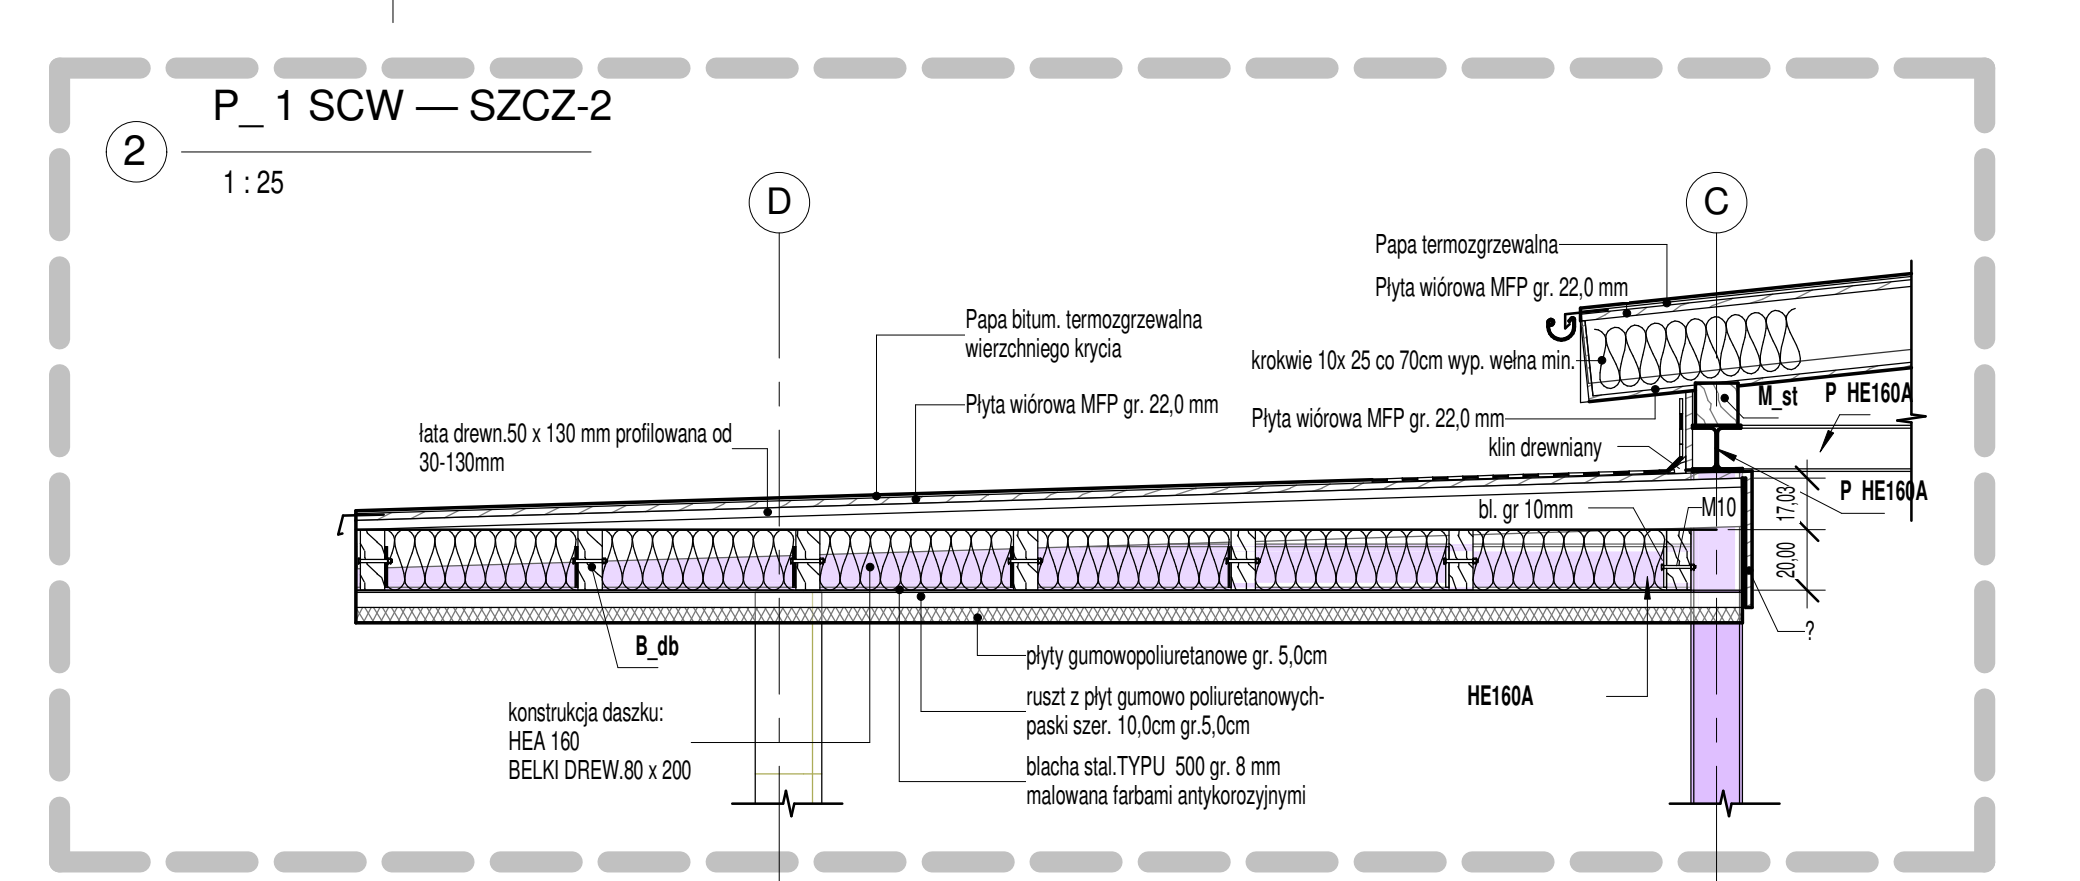 P_ 1 SCW — SZCZ-2
2
1 : 25
D
C
Papa termozgrzewalna
Płyta wiórowa MFP gr. 22,0 mm
Papa bitum. termozgrzewalna
wierzchniego krycia
krokwie 10x 25 co 70cm wyp. wełna min.
M_st
P HE160A
Płyta wiórowa MFP gr. 22,0 mm
Płyta wiórowa MFP gr. 22,0 mm
łata drewn.50 x 130 mm profilowana od
30-130mm
klin drewniany
P HE160A
bl. gr 10mm
M10
17,03
20,00
?
B_db
płyty gumowopoliuretanowe gr. 5,0cm
HE160A
ruszt z płyt gumowo poliuretanowych-
paski szer. 10,0cm gr.5,0cm
konstrukcja daszku:
HEA 160
BELKI DREW.80 x 200
blacha stal.TYPU 500 gr. 8 mm
malowana farbami antykorozyjnymi